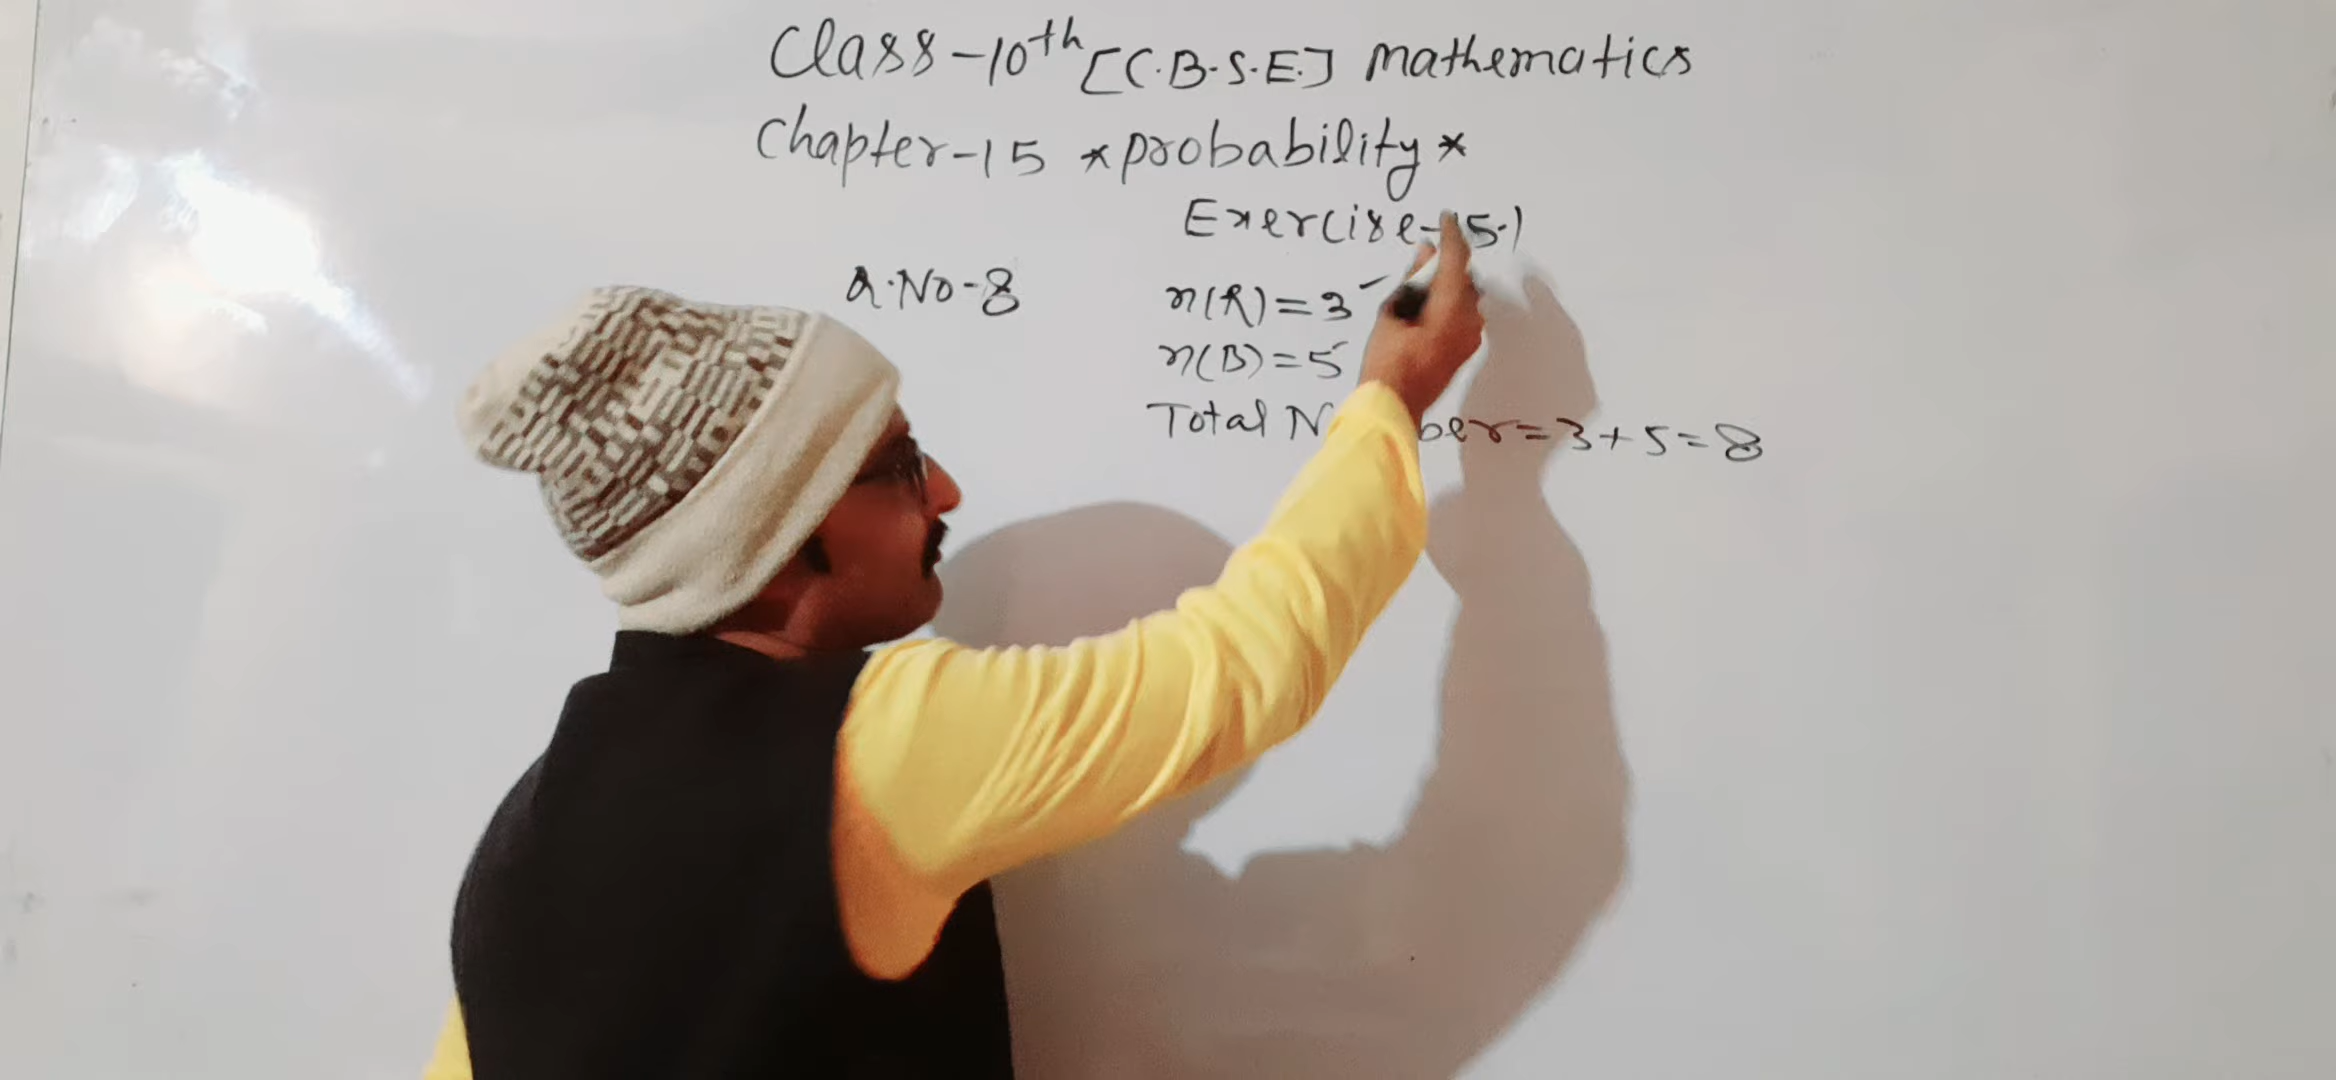 Class-10th [C.B.S.E.] mathematics
Chapter-15 *probability*
Exercise-15.1
Q.No-8
n(R)=3
n(B)=5
Total =3+5=8